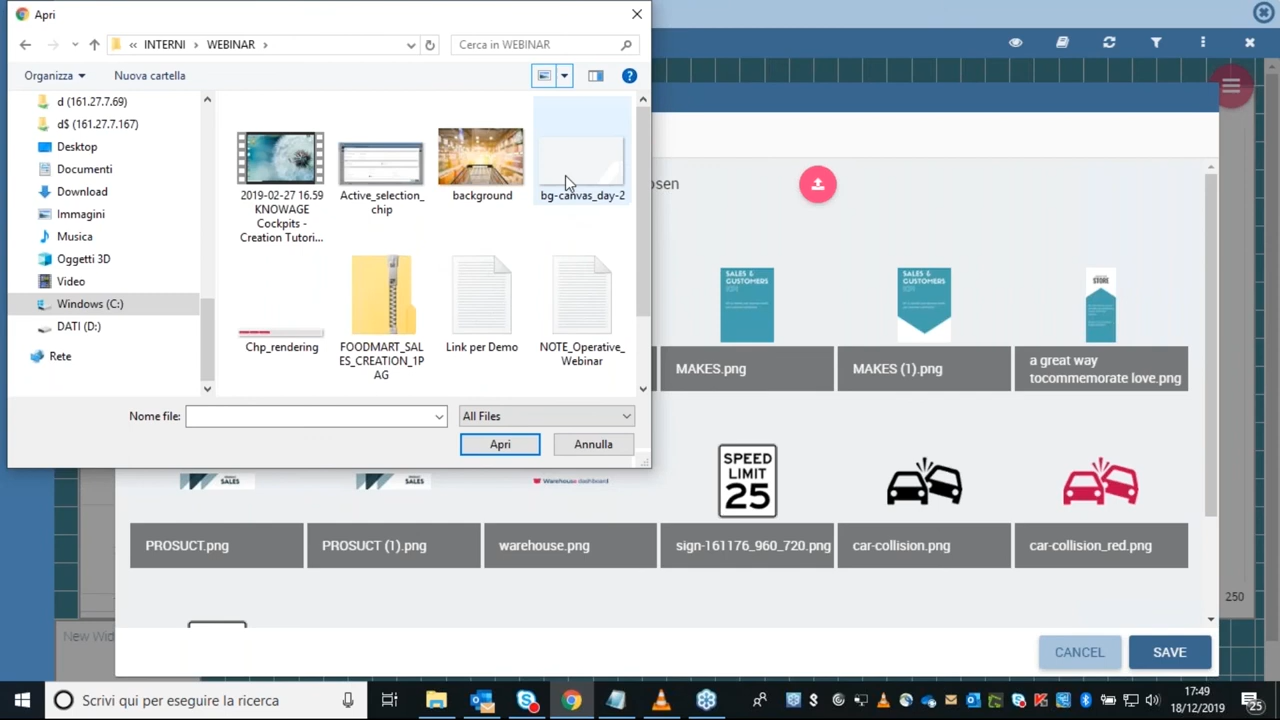 Apri
INTERNI
WEBINAR
Cerca in WEBINAR
Organizza
Nuova cartella
d (161.27.7.69)
d$ (161.27.7.167)
Desktop
Documenti
Download
Immagini
Musica
Oggetti 3D
Video
Windows (C:)
DATI (D:)
Rete
2019-02-27 16.59
KNOWAGE
Cockpits -
Creation Tutori...
Active_selection_
chip
background
bg-canvas_day-2
Chp_rendering
FOODMART_SAL
ES_CREATION_1P
AG
Link per Demo
NOTE_Operative_
Webinar
Nome file:
All Files
Apri
Annulla
osen
SALES &
CUSTOMERS
SALES &
CUSTOMERS
STORE
MAKES.png
MAKES (1).png
a great way
tocommemorate love.png
SALES
SALES
Warehouse dashboard
SPEED
LIMIT
25
PROSUCT.png
PROSUCT (1).png
warehouse.png
sign-161176_960_720.png
car-collision.png
car-collision_red.png
250
New Wid
CANCEL
SAVE
Scrivi qui per eseguire la ricerca
17:49
18/12/2019
25